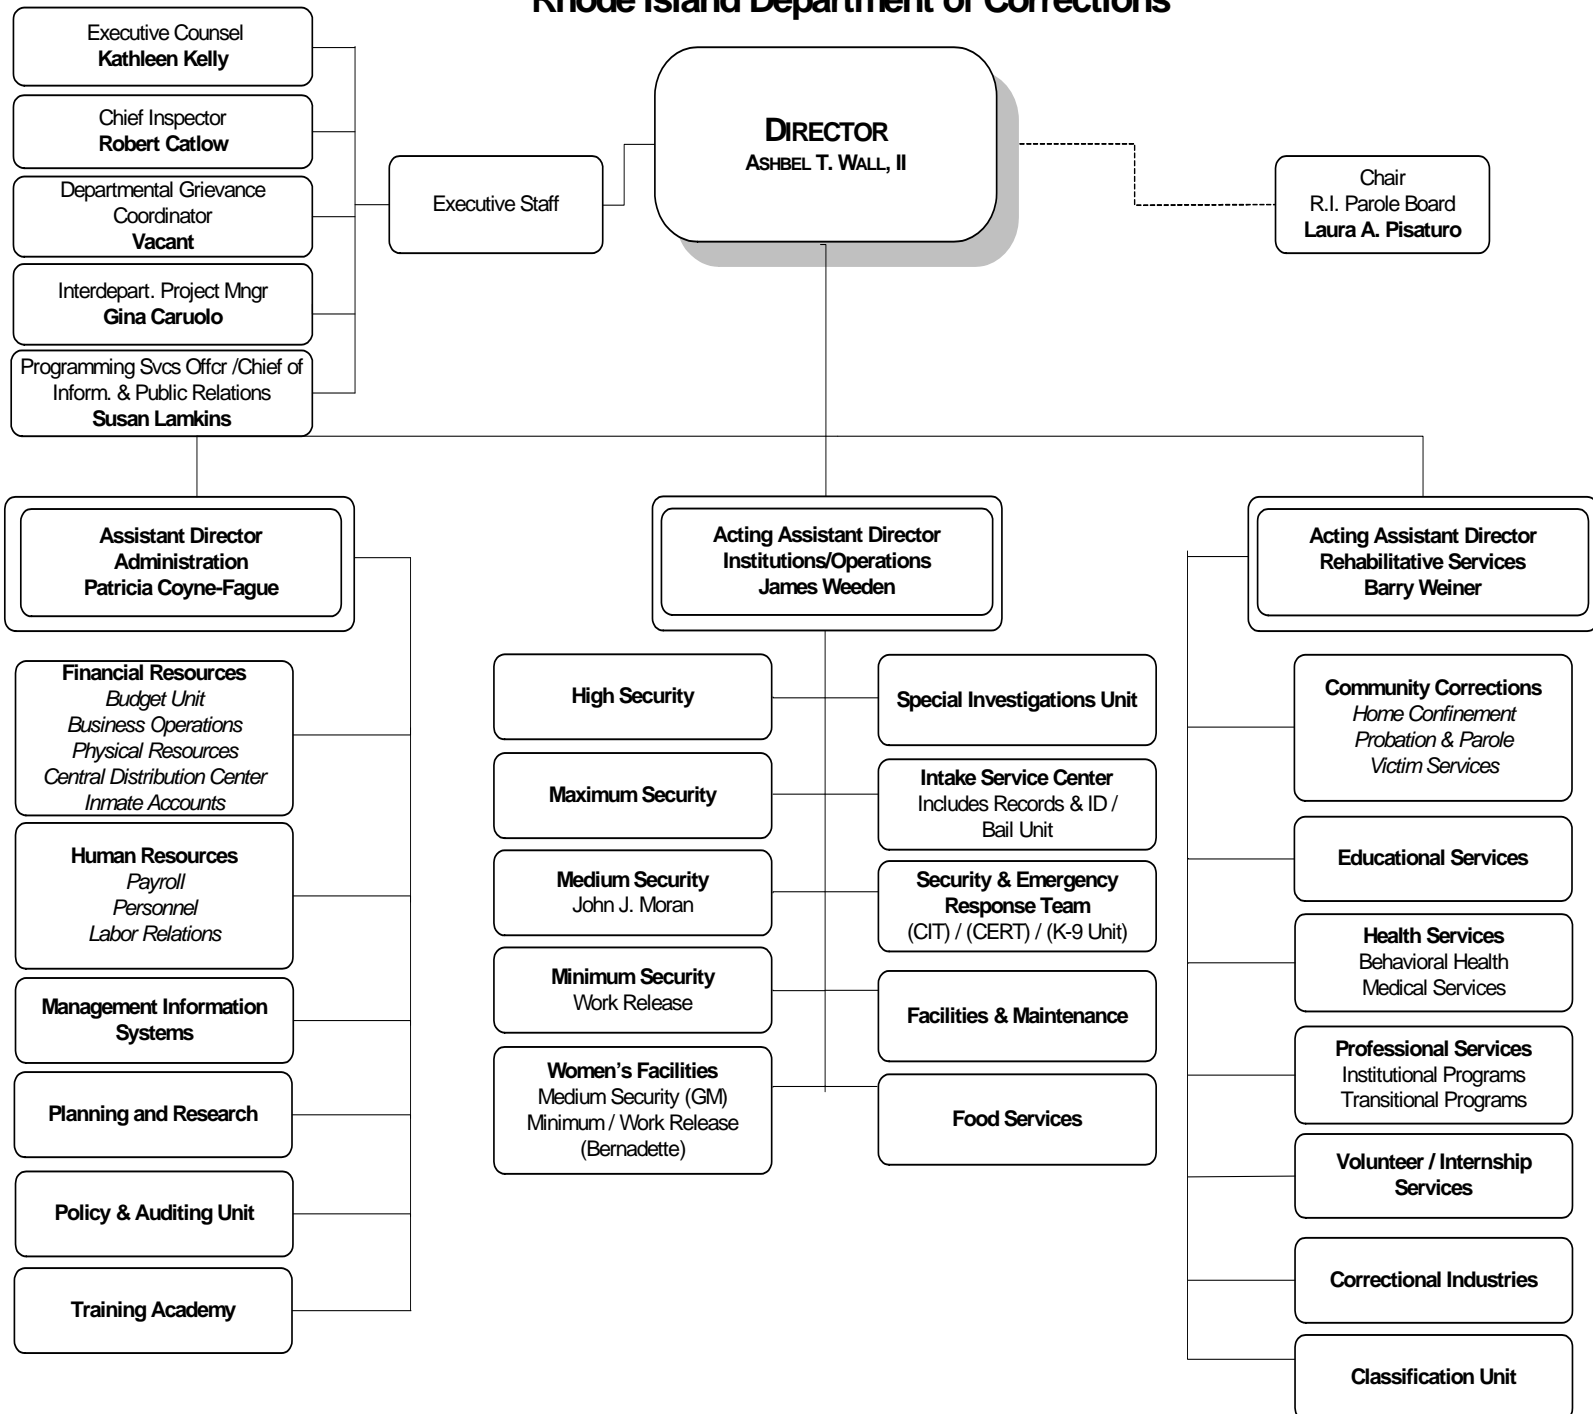 Rhode Island Department of Corrections
Executive Counsel
Kathleen Kelly
Chief Inspector
Robert Catlow
Departmental Grievance
Coordinator
Vacant
Interdepart. Project Mngr
Gina Caruolo
Programming Svcs Offcr /Chief of
Inform. & Public Relations
Susan Lamkins
Executive Staff
DIRECTOR
ASHBEL T. WALL, II
Chair
R.I. Parole Board
Laura A. Pisaturo
Assistant Director
Administration
Patricia Coyne-Fague
Financial Resources
Budget Unit
Business Operations
Physical Resources
Central Distribution Center
Inmate Accounts
Human Resources
Payroll
Personnel
Labor Relations
Management Information
Systems
Planning and Research
Policy & Auditing Unit
Training Academy
Acting Assistant Director
Institutions/Operations
James Weeden
High Security
Maximum Security
Medium Security
John J. Moran
Minimum Security
Work Release
Women's Facilities
Medium Security (GM)
Minimum / Work Release
(Bernadette)
Special Investigations Unit
Intake Service Center
Includes Records & ID /
Bail Unit
Security & Emergency
Response Team
(CIT) / (CERT) / (K-9 Unit)
Facilities & Maintenance
Food Services
Acting Assistant Director
Rehabilitative Services
Barry Weiner
Community Corrections
Home Confinement
Probation & Parole
Victim Services
Educational Services
Health Services
Behavioral Health
Medical Services
Professional Services
Institutional Programs
Transitional Programs
Volunteer / Internship
Services
Correctional Industries
Classification Unit